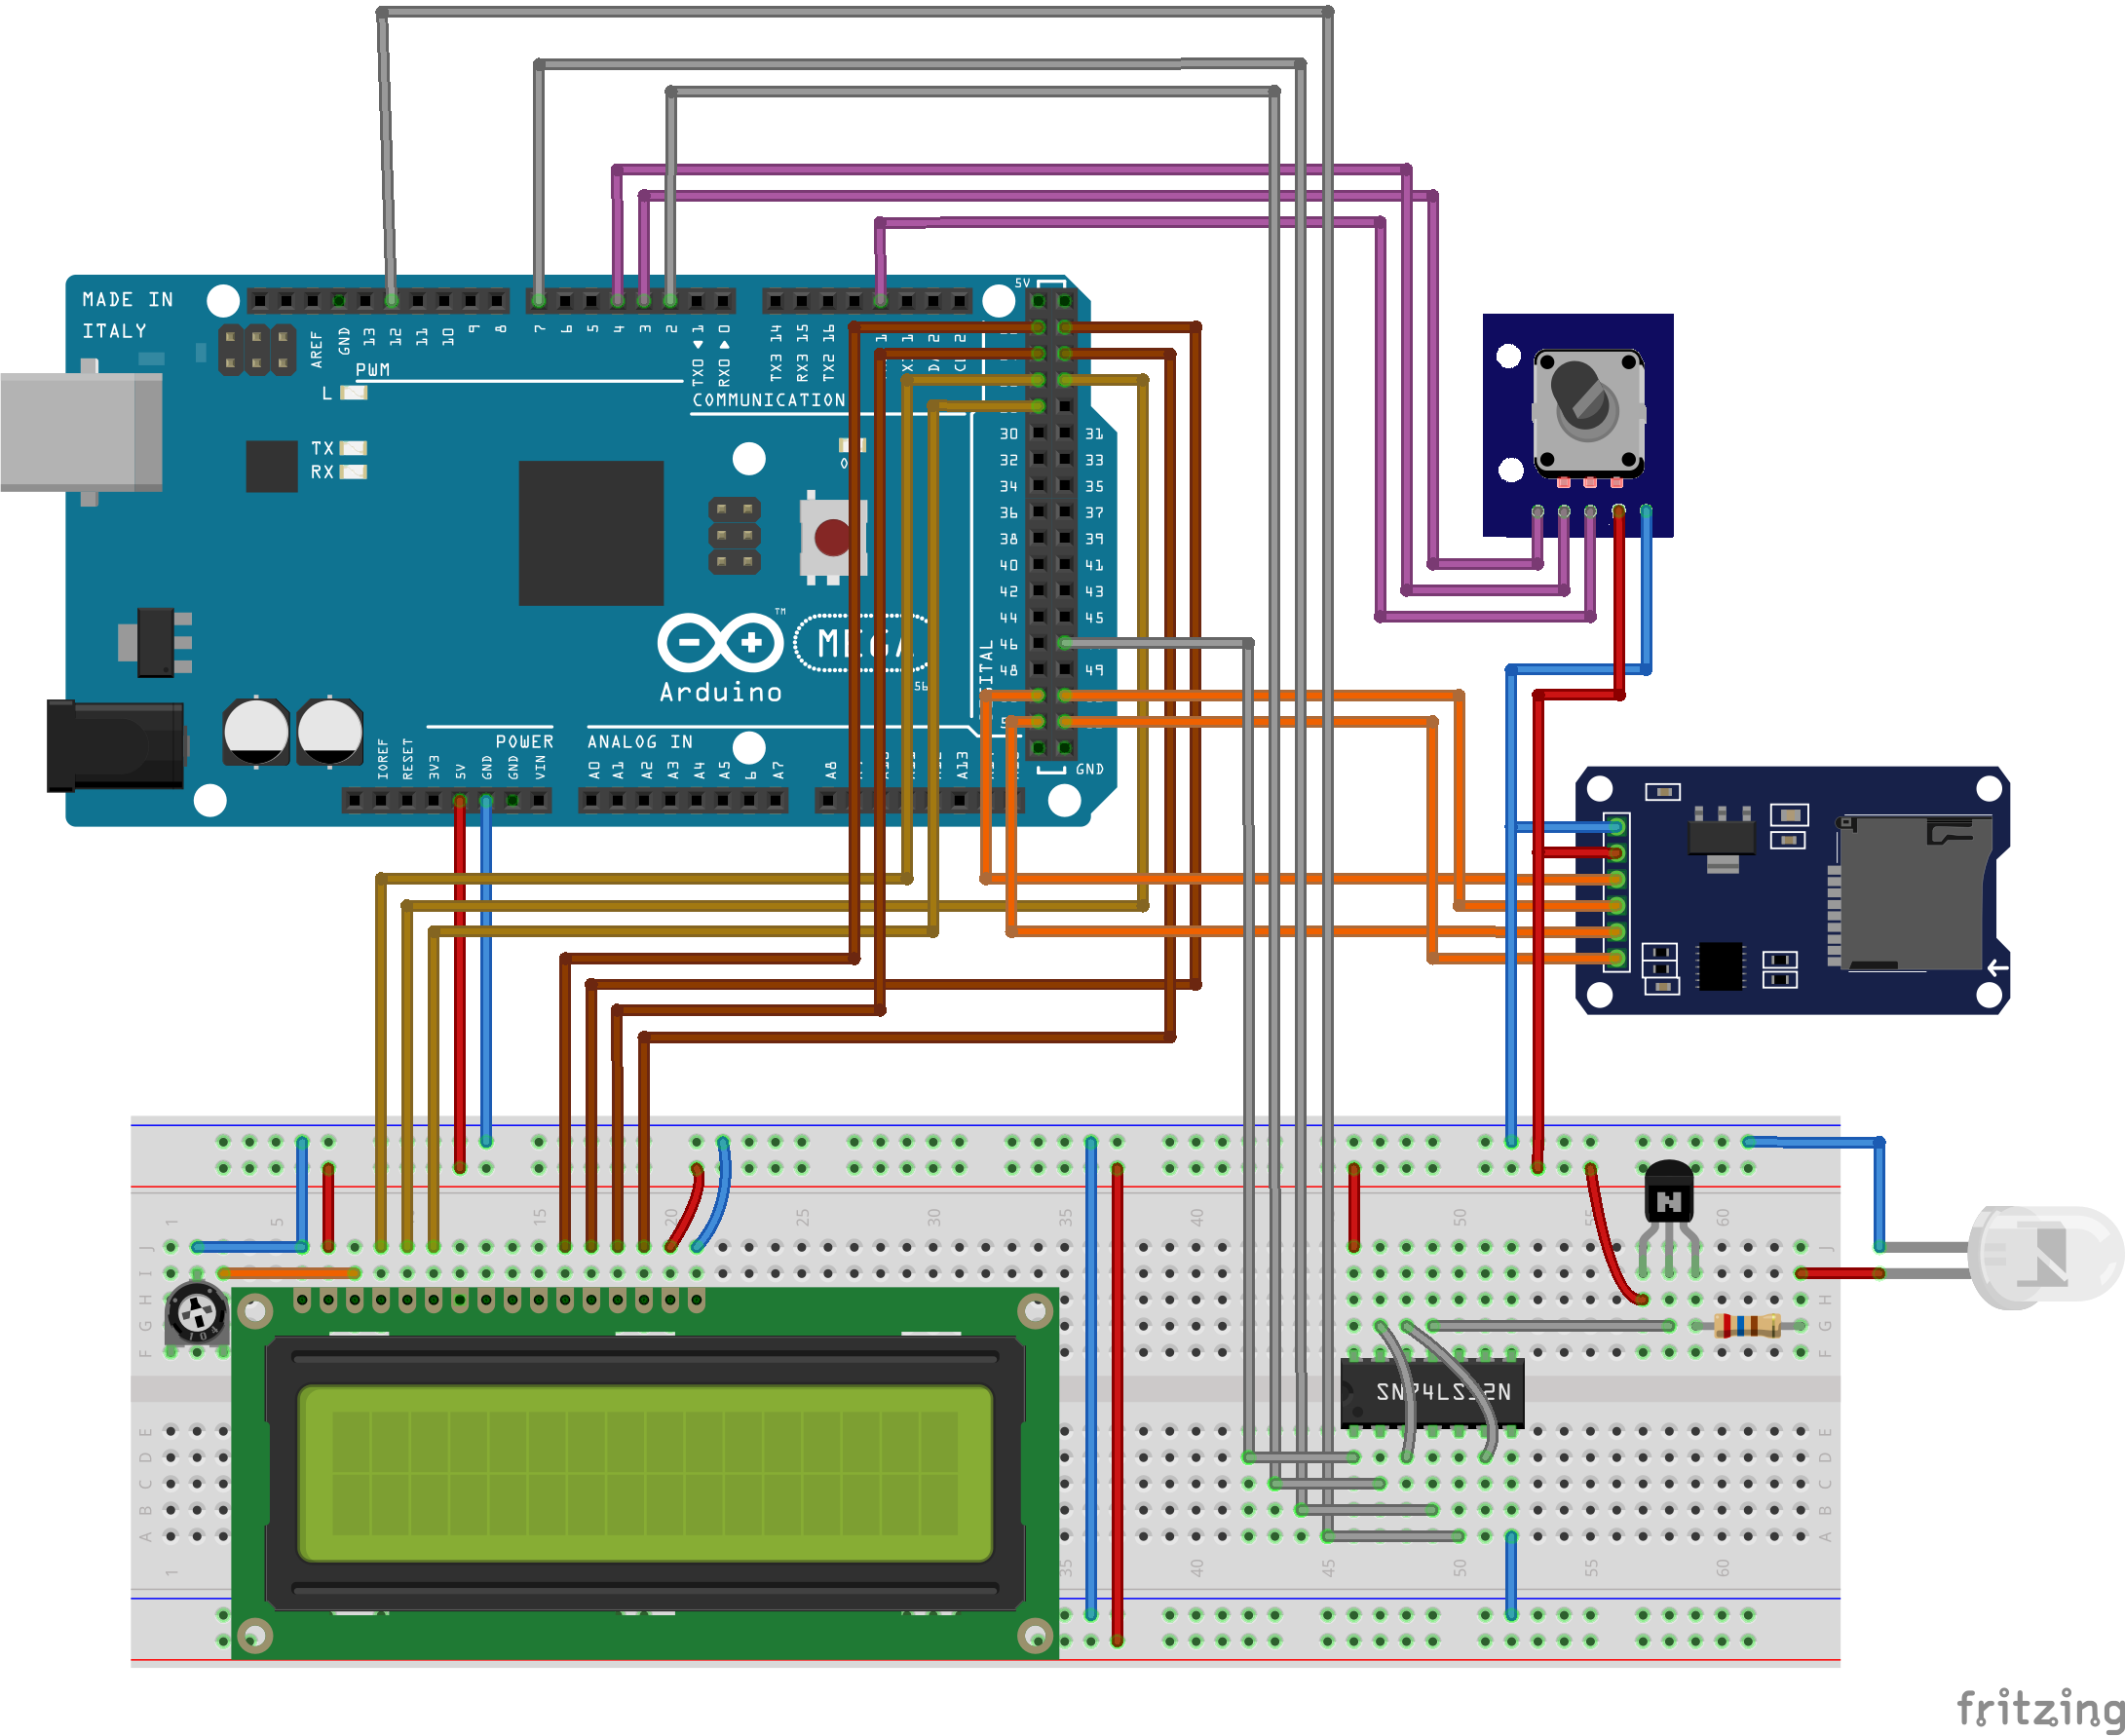 MADE IN
ITALY
AREF
GND
13
12
11
10
9
8
7
6
5
4
3
2
TX0 1
RX0 0
TX3 14
RX3 15
TX2 16
5V
PWM
L
COMMUNICATION
TX
RX
30 31
32 33
34 35
36 37
38 39
40 41
42 43
44 45
46
48 49
MEGA
TM
Arduino
POWER
ANALOG IN
IOREF
RESET
3V3
5V
GND
GND
VIN
A0
A1
A2
A3
A4
A5
6
A7
A8
A13
GND
1 5 15 20 25 30 35 40 50 55 60
J
I
H
G
F
104
N
J
I
H
G
F
E
D
C
B
A
E
D
C
B
A
1 35 40 45 50 55 60
fritzing